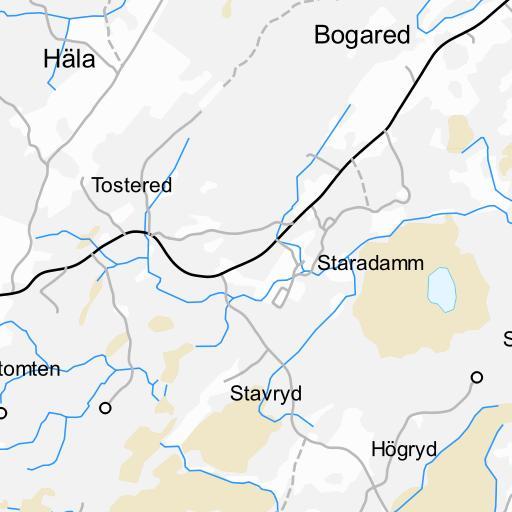 Bogared
Häla
Tostered
Staradamm
S
tomten
Stavryd
Högryd